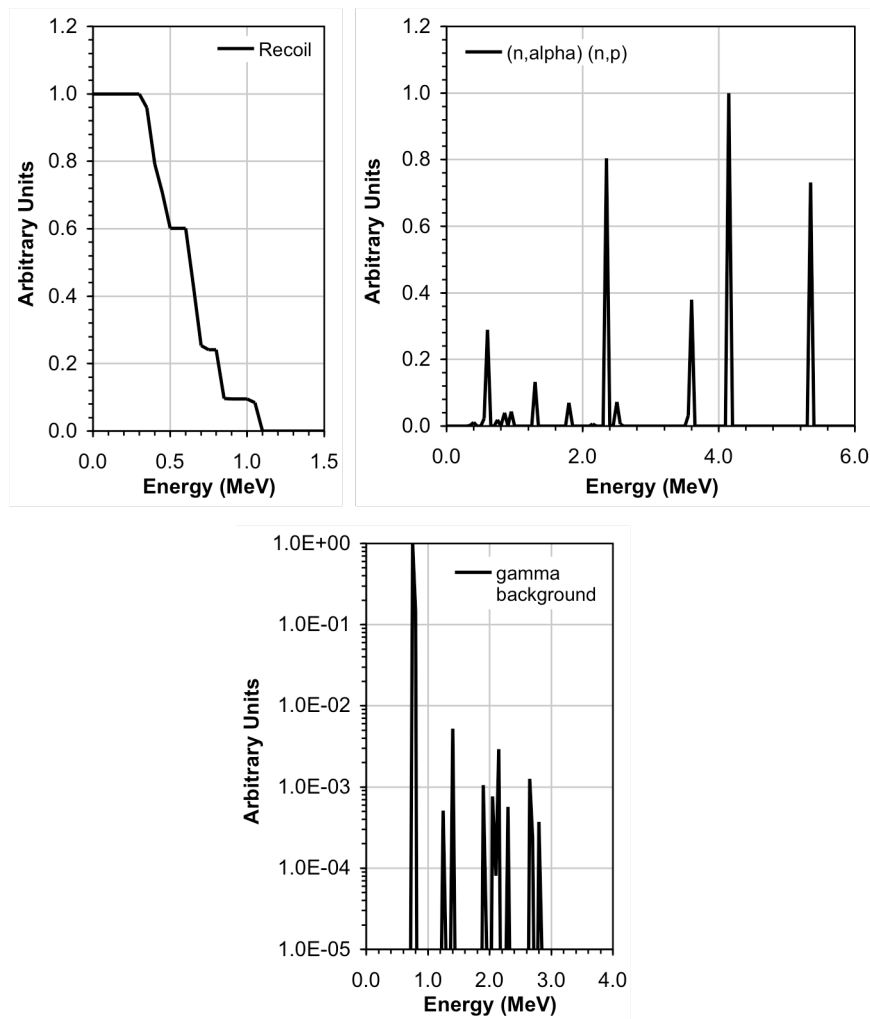 1.2
1.0
0.8
0.6
0.4
0.2
0.0
Arbitrary Units
Recoil
0.0 0.5 1.0 1.5
Energy (MeV)
1.2
1.0
0.8
0.6
0.4
0.2
0.0
Arbitrary Units
(n,alpha) (n,p)
0.0 2.0 4.0 6.0
Energy (MeV)
1.0E+00
1.0E-01
1.0E-02
1.0E-03
1.0E-04
1.0E-05
Arbitrary Units
gamma
background
0.0 1.0 2.0 3.0 4.0
Energy (MeV)